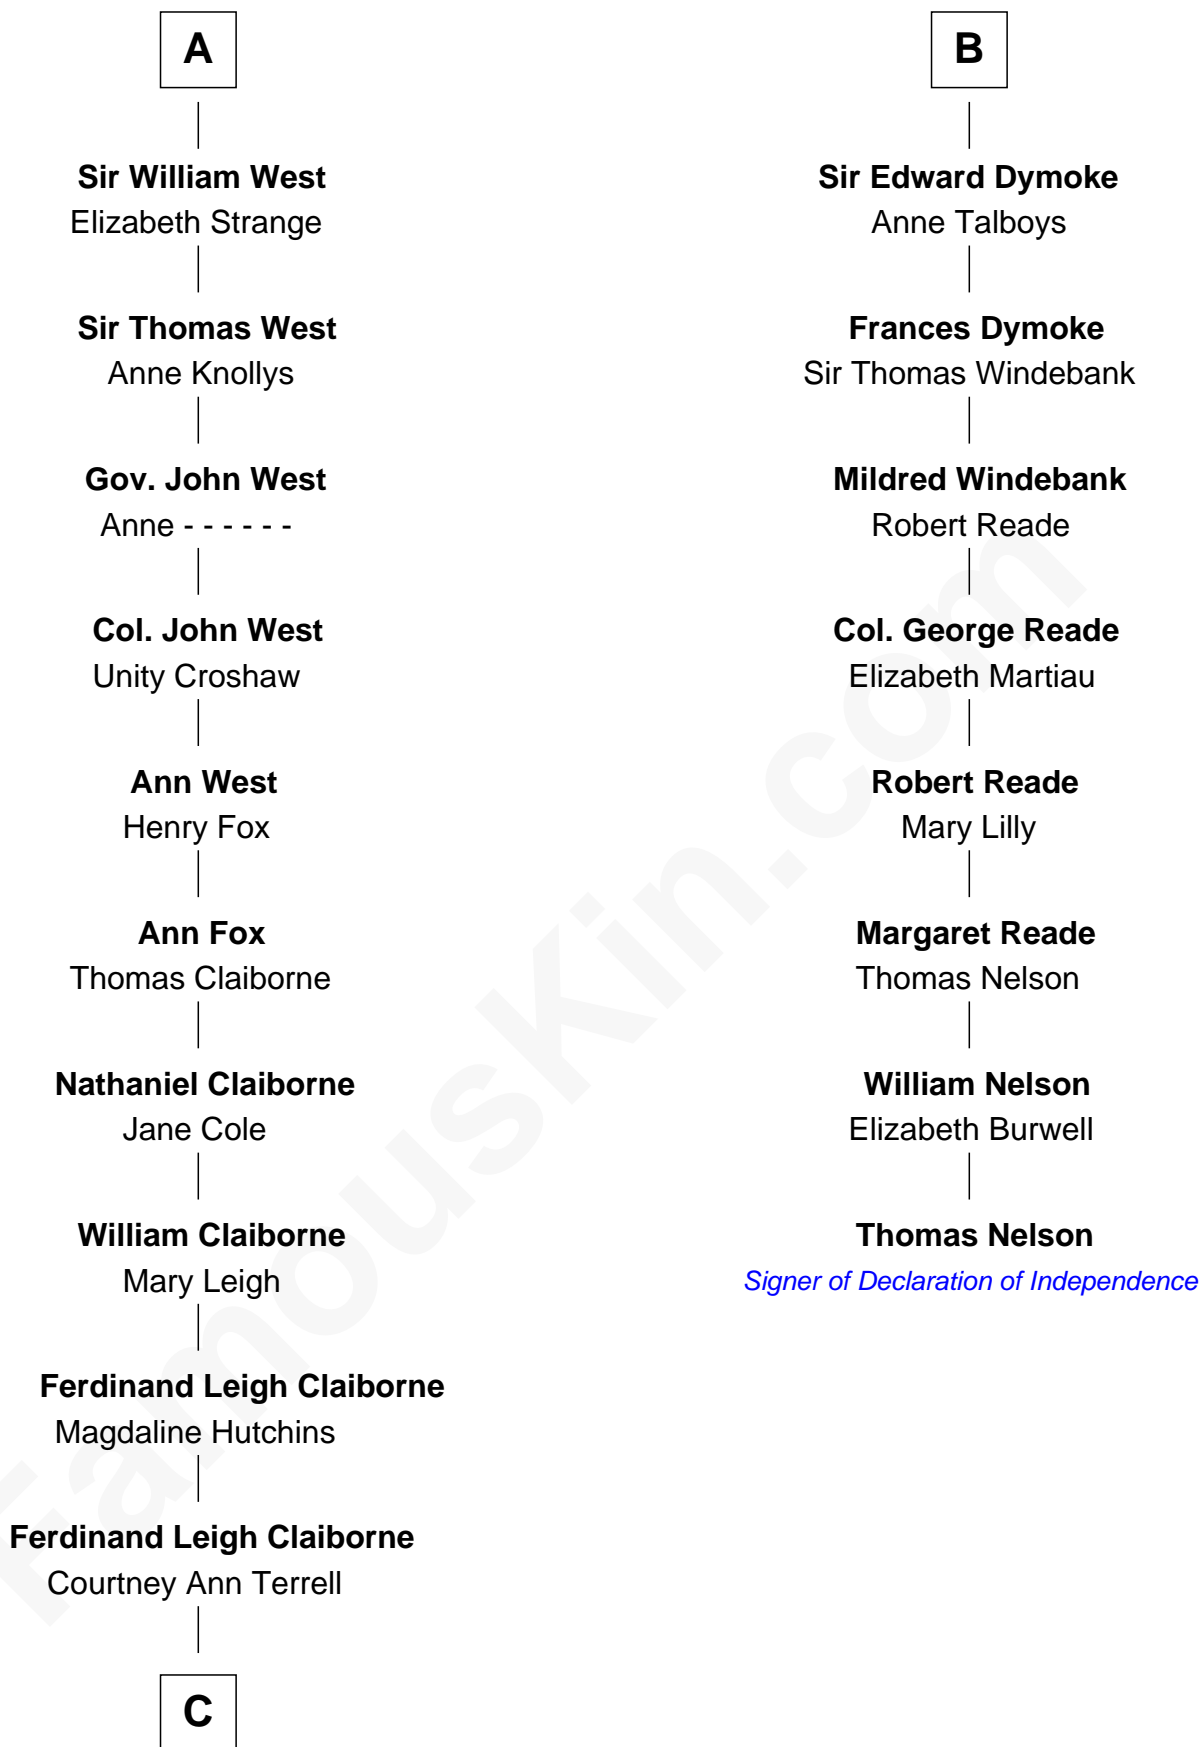 A
Sir William West
Elizabeth Strange
Sir Thomas West
Anne Knollys
Gov. John West
Anne - - - - - -
Col. John West
Unity Croshaw
Ann West
Henry Fox
Ann Fox
Thomas Claiborne
Nathaniel Claiborne
Jane Cole
William Claiborne
Mary Leigh
Ferdinand Leigh Claiborne
Magdaline Hutchins
Ferdinand Leigh Claiborne
Courtney Ann Terrell
C
B
Sir Edward Dymoke
Anne Talboys
Frances Dymoke
Sir Thomas Windebank
Mildred Windebank
Robert Reade
Col. George Reade
Elizabeth Martiau
Robert Reade
Mary Lilly
Margaret Reade
Thomas Nelson
William Nelson
Elizabeth Burwell
Thomas Nelson
Signer of Declaration of Independence
FamousKin.com